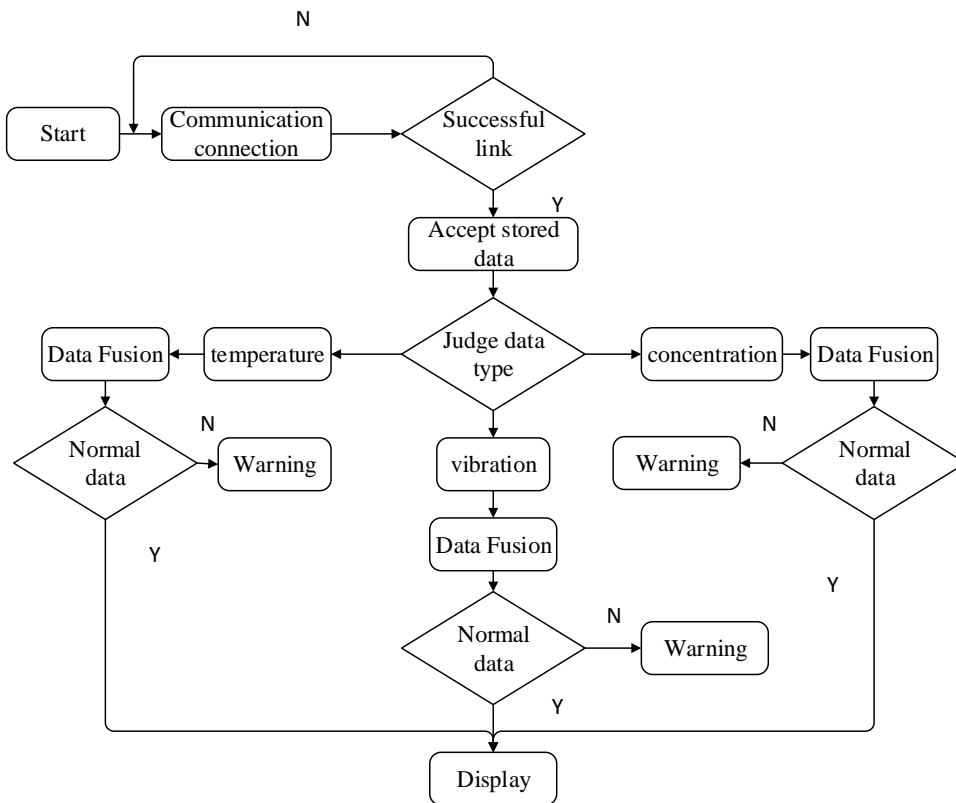 N
Start
Communication
connection
Successful
link
Y
Accept stored
data
Data Fusion
temperature
Judge data
type
concentration
Data Fusion
Normal
data
N
Warning
vibration
Warning
N
Normal
data
Data Fusion
Y
Y
Normal
data
N
Warning
Y
Display